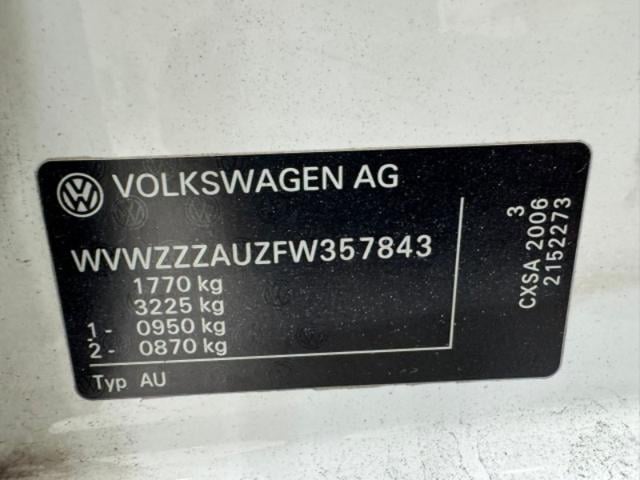 VOLKSWAGEN AG
WVWZZZAUZFW357843
1770 kg
3225 kg
1- 0950 kg
2- 0870 kg
Typ AU
3
CXSA 2006
2152273